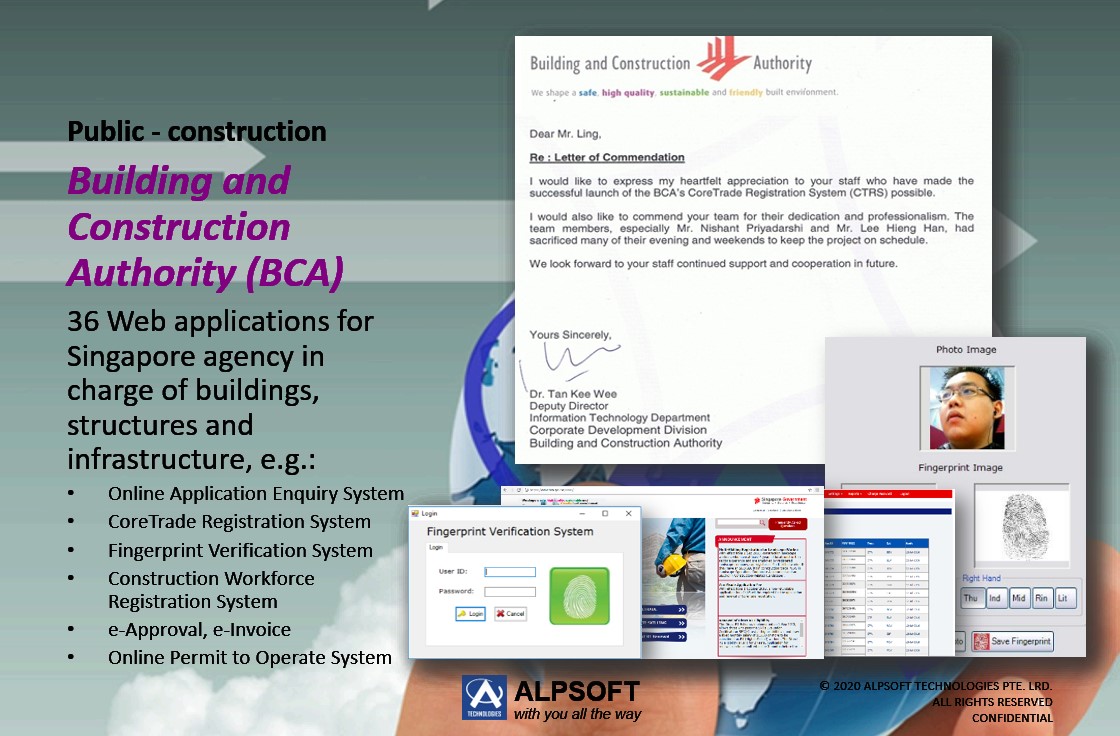 Public - construction
Building and
Construction
Authority (BCA)
36 Web applications for
Singapore agency in
charge of buildings,
structures and
infrastructure, e.g.:
• Online Application Enquiry System
• CoreTrade Registration System
• Fingerprint Verification System
• Construction Workforce
Registration System
• e-Approval, e-Invoice
• Online Permit to Operate System
Building and Construction Authority
We shape a safe, high quality, sustainable and friendly built environment.
Dear Mr. Ling,
Re : Letter of Commendation
I would like to express my heartfelt appreciation to your staff who have made the
successful launch of the BCA's CoreTrade Registration System (CTRS) possible.
I would also like to commend your team for their dedication and professionalism. The
team members, especially Mr. Nishant Priyadarshi and Mr. Lee Hieng Han, had
sacrificed many of their evening and weekends to keep the project on schedule.
We look forward to your staff continued support and cooperation in future.
Yours Sincerely,
Dr. Tan Kee Wee
Deputy Director
Information Technology Department
Corporate Development Division
Building and Construction Authority
Photo Image
Fingerprint Image
Right Hand
Thu Ind Mid Rin Lit
Save Fingerprint
Login
Fingerprint Verification System
Login
User ID:
Password:
Login Cancel
Singapore Government
ANNOUNCEMENT
ALPSOFT
TECHNOLOGIES
with you all the way
© 2020 ALPSOFT TECHNOLOGIES PTE. LRD.
ALL RIGHTS RESERVED
CONFIDENTIAL